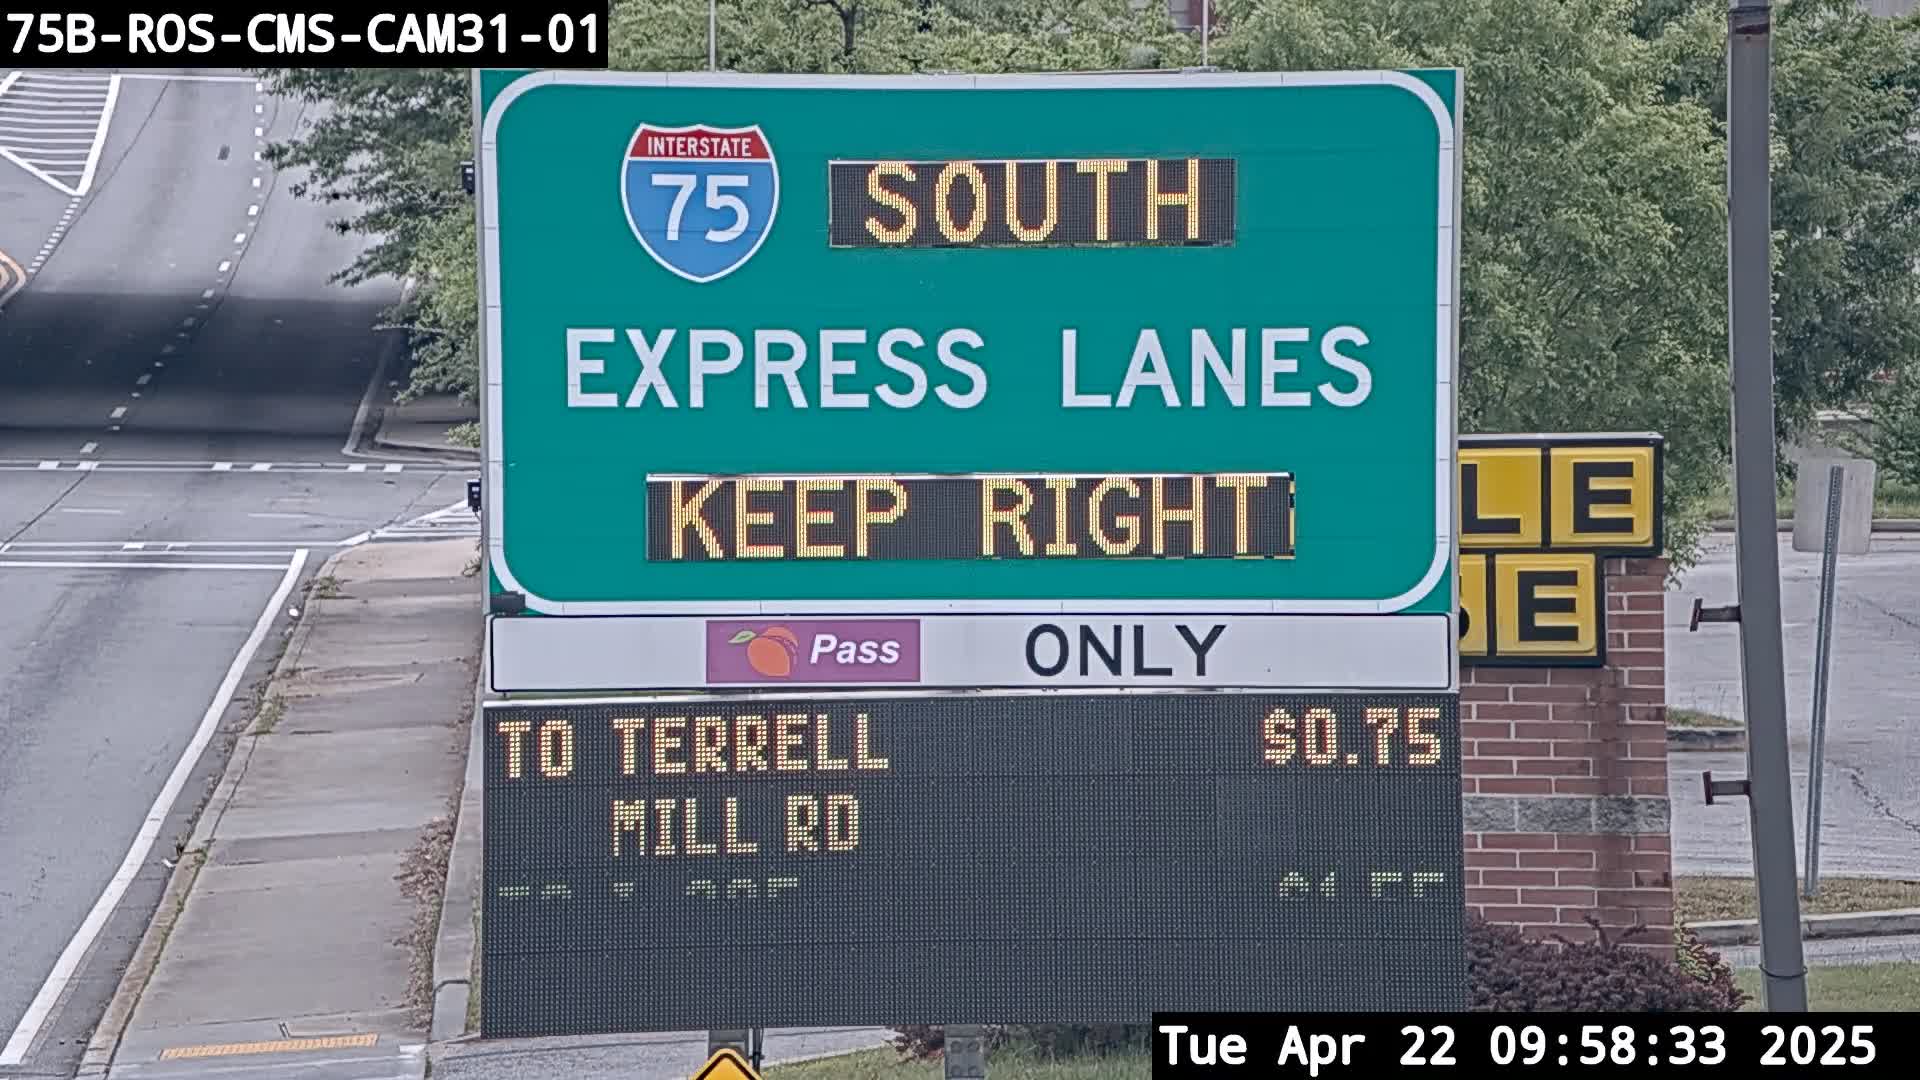 75B-ROS-CMS-CAM31-01
INTERSTATE
75
SOUTH
EXPRESS LANES
KEEP RIGHT
LE
E
Pass ONLY
TO TERRELL $0.75
MILL RD
Tue Apr 22 09:58:33 2025